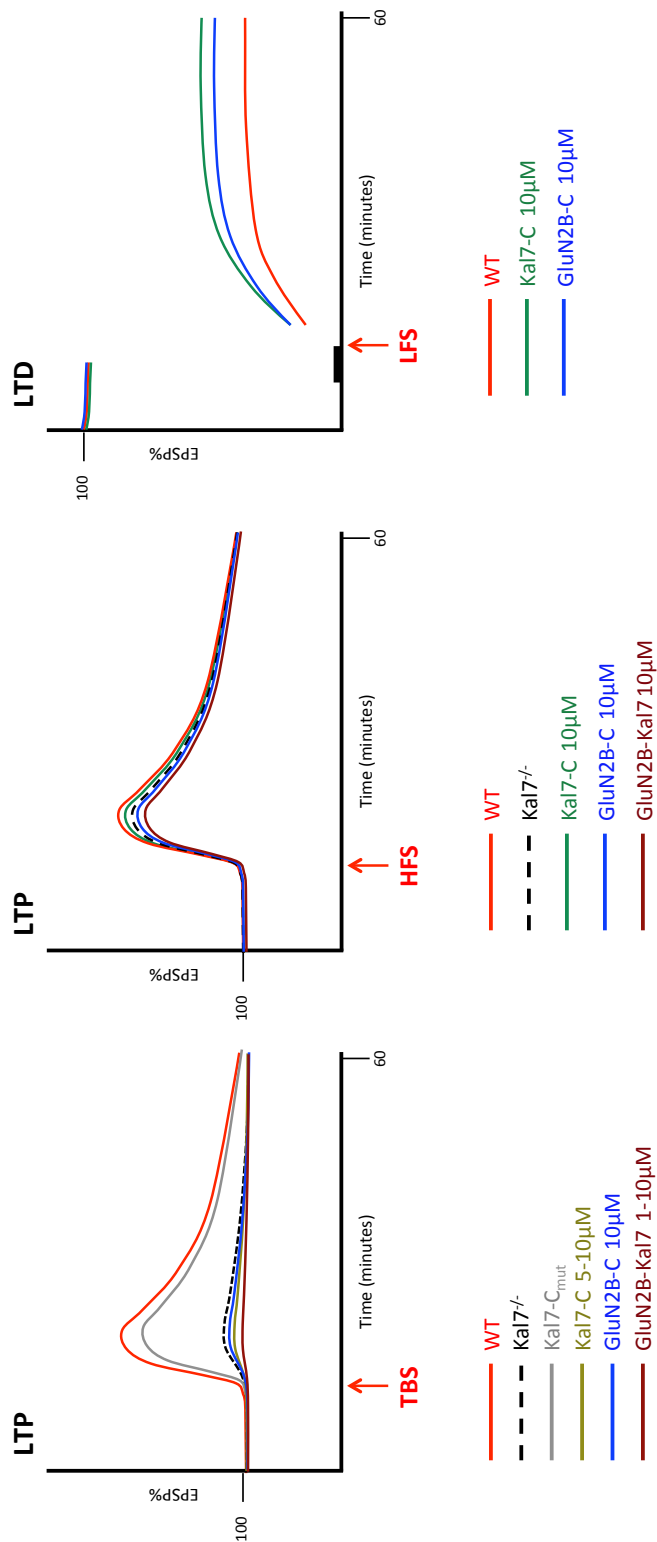 LTP
EPSP%
100
TBS
Time (minutes)
60
WT
Kal7-/-
Kal7-Cmut
Kal7-C 5-10μM
GluN2B-C 10μM
GluN2B-Kal7 1-10μM
LTP
EPSP%
100
HFS
Time (minutes)
60
WT
Kal7-/-
Kal7-C 10μM
GluN2B-C 10μM
GluN2B-Kal7 10μM
LTD
EPSP%
100
LFS
Time (minutes)
60
WT
Kal7-C 10μM
GluN2B-C 10μM